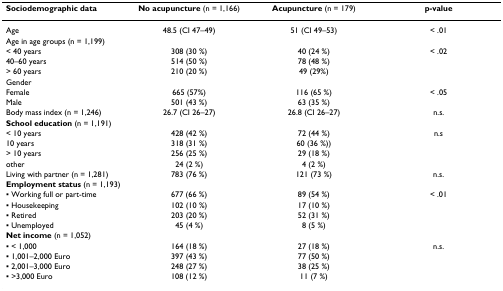 Sociodemographic data No acupuncture (n = 1,166) Acupuncture (n = 179) p-value
Age 48.5 (CI 47–49) 51 (CI 49–53) < .01
Age in age groups (n = 1,199)
< 40 years 308 (30 %) 40 (24 %) < .02
40–60 years 514 (50 %) 78 (48 %)
> 60 years 210 (20 %) 49 (29%)
Gender
Female 665 (57%) 116 (65 %) < .05
Male 501 (43 %) 63 (35 %)
Body mass index (n = 1,246) 26.7 (CI 26–27) 26.8 (CI 26–27) n.s.
School education (n = 1,191)
< 10 years 428 (42 %) 72 (44 %) n.s
10 years 318 (31 %) 60 (36 %))
> 10 years 256 (25 %) 29 (18 %)
other 24 (2 %) 4 (2 %)
Living with partner (n = 1,281) 783 (76 %) 121 (73 %) n.s.
Employment status (n = 1,193)
• Working full or part-time 677 (66 %) 89 (54 %) < .01
• Housekeeping 102 (10 %) 17 (10 %)
• Retired 203 (20 %) 52 (31 %)
• Unemployed 45 (4 %) 8 (5 %)
Net income (n = 1,052)
• < 1,000 164 (18 %) 27 (18 %) n.s.
• 1,001–2,000 Euro 397 (43 %) 77 (50 %)
• 2,001–3,000 Euro 248 (27 %) 38 (25 %)
• >3,000 Euro 108 (12 %) 11 (7 %)